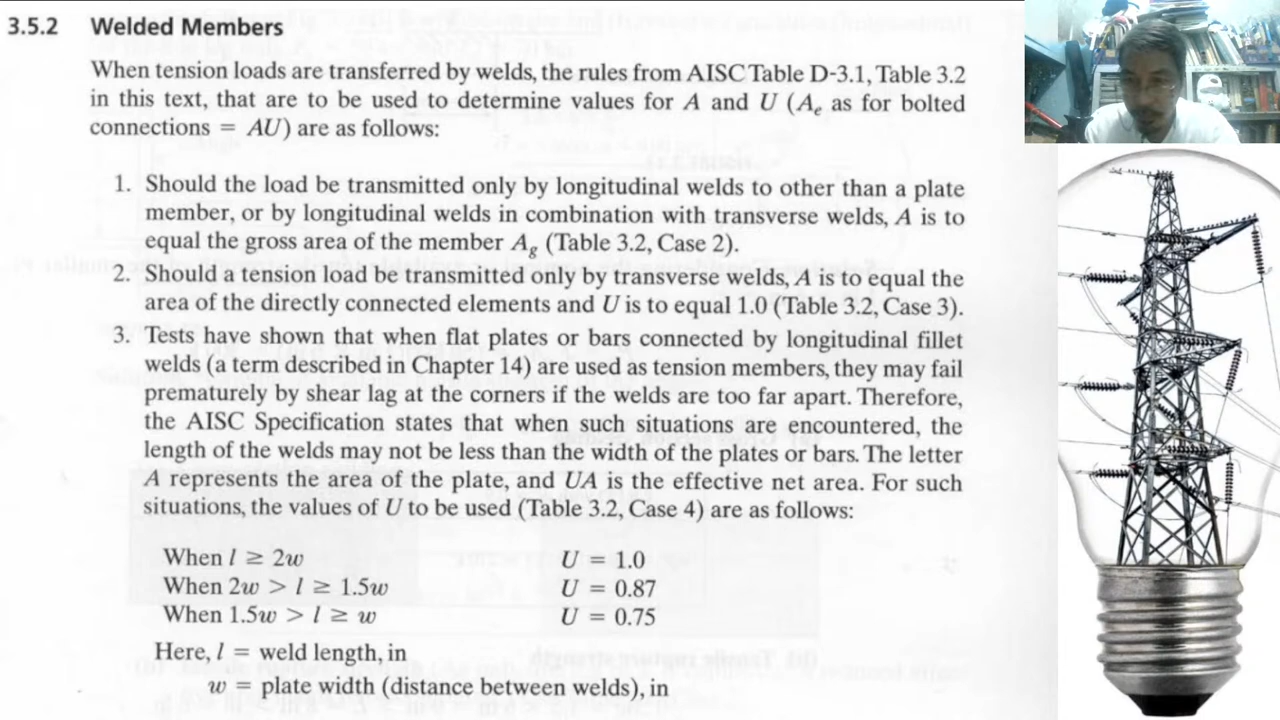 3.5.2 Welded Members
When tension loads are transferred by welds, the rules from AISC Table D-3.1, Table 3.2
in this text, that are to be used to determine values for A and U (Aₑ as for bolted
connections = AU) are as follows:
1. Should the load be transmitted only by longitudinal welds to other than a plate
member, or by longitudinal welds in combination with transverse welds, A is to
equal the gross area of the member A_g (Table 3.2, Case 2).
2. Should a tension load be transmitted only by transverse welds, A is to equal the
area of the directly connected elements and U is to equal 1.0 (Table 3.2, Case 3).
3. Tests have shown that when flat plates or bars connected by longitudinal fillet
welds (a term described in Chapter 14) are used as tension members, they may fail
prematurely by shear lag at the corners if the welds are too far apart. Therefore,
the AISC Specification states that when such situations are encountered, the
length of the welds may not be less than the width of the plates or bars. The letter
A represents the area of the plate, and UA is the effective net area. For such
situations, the values of U to be used (Table 3.2, Case 4) are as follows:
When l ≥ 2w U = 1.0
When 2w > l ≥ 1.5w U = 0.87
When 1.5w > l ≥ w U = 0.75
Here, l = weld length, in
w = plate width (distance between welds), in